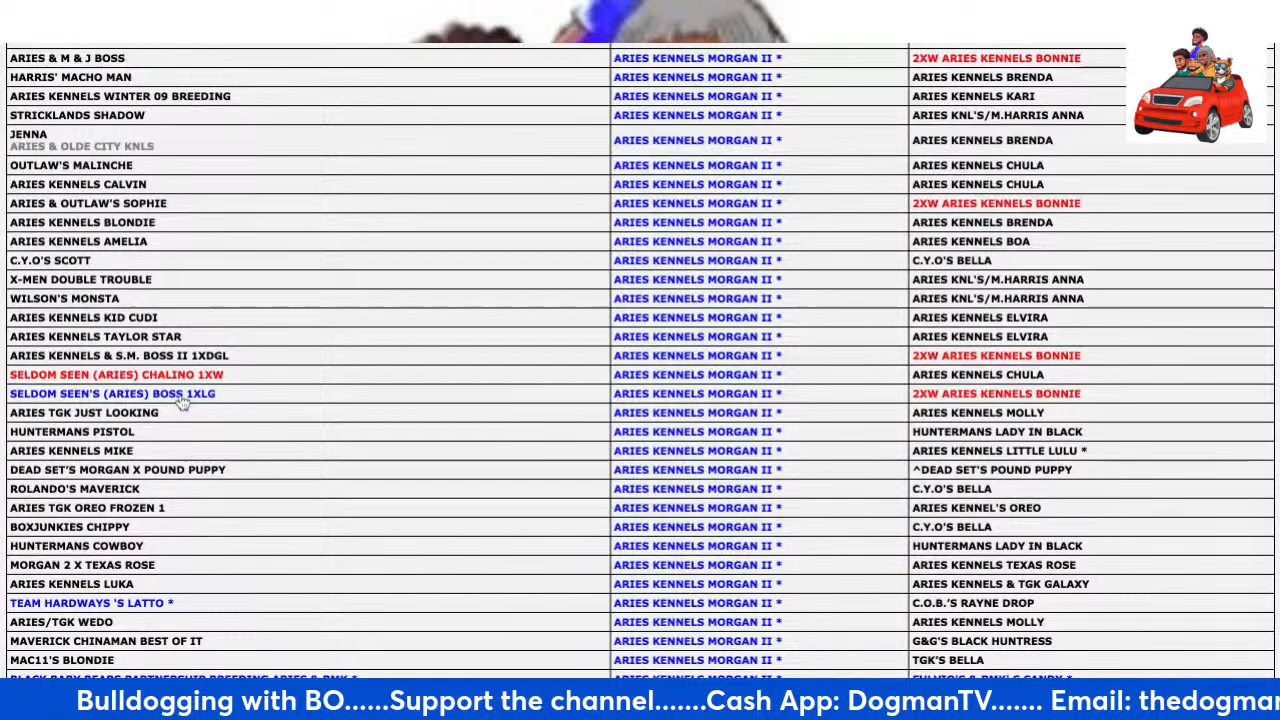 ARIES & M & J BOSS ARIES KENNELS MORGAN II * 2XW ARIES KENNELS BONNIE
HARRIS' MACHO MAN ARIES KENNELS MORGAN II * ARIES KENNELS BRENDA
ARIES KENNELS WINTER 09 BREEDING ARIES KENNELS MORGAN II * ARIES KENNELS KARI
STRICKLANDS SHADOW ARIES KENNELS MORGAN II * ARIES KNL'S/M.HARRIS ANNA
JENNA
ARIES & OLDE CITY KNLS ARIES KENNELS MORGAN II * ARIES KENNELS BRENDA
OUTLAW'S MALINCHE ARIES KENNELS MORGAN II * ARIES KENNELS CHULA
ARIES KENNELS CALVIN ARIES KENNELS MORGAN II * ARIES KENNELS CHULA
ARIES & OUTLAW'S SOPHIE ARIES KENNELS MORGAN II * 2XW ARIES KENNELS BONNIE
ARIES KENNELS BLONDIE ARIES KENNELS MORGAN II * ARIES KENNELS BRENDA
ARIES KENNELS AMELIA ARIES KENNELS MORGAN II * ARIES KENNELS BOA
C.Y.O'S SCOTT ARIES KENNELS MORGAN II * C.Y.O'S BELLA
X-MEN DOUBLE TROUBLE ARIES KENNELS MORGAN II * ARIES KNL'S/M.HARRIS ANNA
WILSON'S MONSTA ARIES KENNELS MORGAN II * ARIES KNL'S/M.HARRIS ANNA
ARIES KENNELS KID CUDI ARIES KENNELS MORGAN II * ARIES KENNELS ELVIRA
ARIES KENNELS TAYLOR STAR ARIES KENNELS MORGAN II * ARIES KENNELS ELVIRA
ARIES KENNELS & S.M. BOSS II 1XDGL ARIES KENNELS MORGAN II * 2XW ARIES KENNELS BONNIE
SELDOM SEEN (ARIES) CHALINO 1XW ARIES KENNELS MORGAN II * ARIES KENNELS CHULA
SELDOM SEEN'S (ARIES) BOSS 1XLG ARIES KENNELS MORGAN II * 2XW ARIES KENNELS BONNIE
ARIES TGK JUST LOOKING ARIES KENNELS MORGAN II * ARIES KENNELS MOLLY
HUNTERMANS PISTOL ARIES KENNELS MORGAN II * HUNTERMANS LADY IN BLACK
ARIES KENNELS MIKE ARIES KENNELS MORGAN II * ARIES KENNELS LITTLE LULU *
DEAD SET'S MORGAN X POUND PUPPY ARIES KENNELS MORGAN II * ^DEAD SET'S POUND PUPPY
ROLANDO'S MAVERICK ARIES KENNELS MORGAN II * C.Y.O'S BELLA
ARIES TGK OREO FROZEN 1 ARIES KENNELS MORGAN II * ARIES KENNEL'S OREO
BOXJUNKIES CHIPPY ARIES KENNELS MORGAN II * C.Y.O'S BELLA
HUNTERMANS COWBOY ARIES KENNELS MORGAN II * HUNTERMANS LADY IN BLACK
MORGAN 2 X TEXAS ROSE ARIES KENNELS MORGAN II * ARIES KENNELS TEXAS ROSE
ARIES KENNELS LUKA ARIES KENNELS MORGAN II * ARIES KENNELS & TGK GALAXY
TEAM HARDWAYS 'S LATTO * ARIES KENNELS MORGAN II * C.O.B.'S RAYNE DROP
ARIES/TGK WEDO ARIES KENNELS MORGAN II * ARIES KENNELS MOLLY
MAVERICK CHINAMAN BEST OF IT ARIES KENNELS MORGAN II * G&G'S BLACK HUNTRESS
MAC11'S BLONDIE ARIES KENNELS MORGAN II * TGK'S BELLA
Bulldogging with BO......Support the channel.......Cash App: DogmanTV....... Email: thedogma